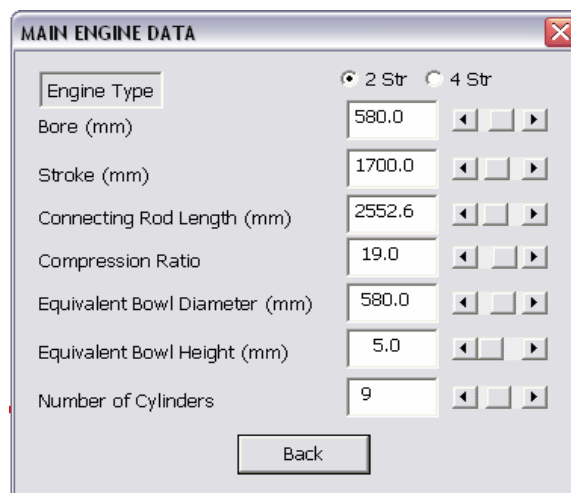 MAIN ENGINE DATA
Engine Type 2 Str 4 Str
Bore (mm) 580.0
Stroke (mm) 1700.0
Connecting Rod Length (mm) 2552.6
Compression Ratio 19.0
Equivalent Bowl Diameter (mm) 580.0
Equivalent Bowl Height (mm) 5.0
Number of Cylinders 9
Back